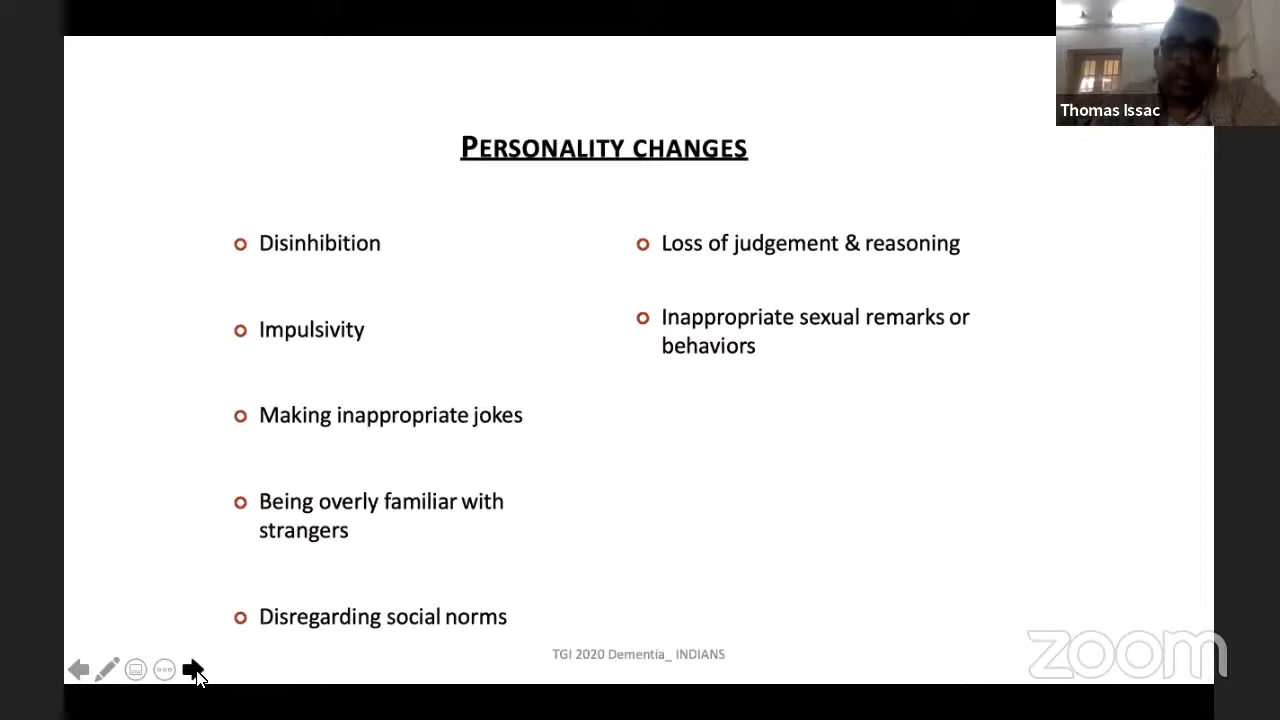 Thomas Issac
PERSONALITY CHANGES
Disinhibition
Impulsivity
Making inappropriate jokes
Being overly familiar with
strangers
Disregarding social norms
Loss of judgement & reasoning
Inappropriate sexual remarks or
behaviors
TGI 2020 Dementia_ INDIANS
zoom